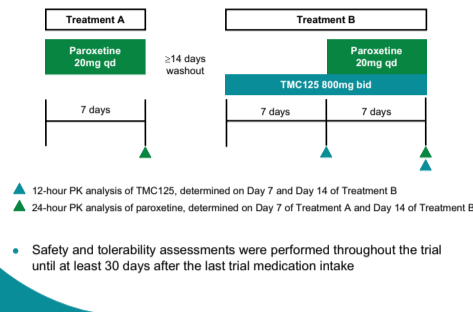 Treatment A
Treatment B
Paroxetine
20mg qd
≥14 days
washout
Paroxetine
20mg qd
TMC125 800mg bid
7 days
7 days
7 days
12-hour PK analysis of TMC125, determined on Day 7 and Day 14 of Treatment B
24-hour PK analysis of paroxetine, determined on Day 7 of Treatment A and Day 14 of Treatment B
• Safety and tolerability assessments were performed throughout the trial
until at least 30 days after the last trial medication intake